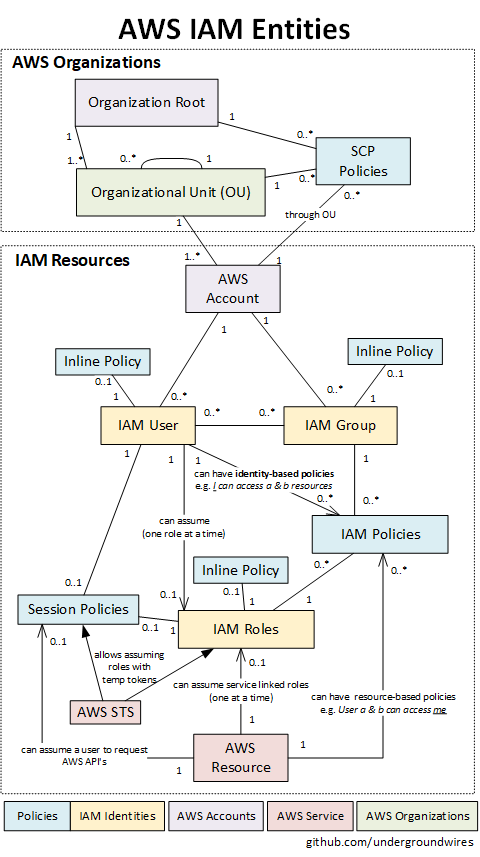 AWS IAM Entities
AWS Organizations
Organization Root
1
1
0..*
SCP
Policies
1..*
0..*
1
1
0..*
0..*
Organizational Unit (OU)
through OU
1
IAM Resources
1..*
1
AWS
Account
1
1
Inline Policy
0..1
1
Inline Policy
0..1
1
0..*
0..*
IAM User
0..*
0..*
IAM Group
1
1
1
1
can have identity-based policies
e.g. I can access a & b resources
0..*
0..*
can assume
(one role at a time)
IAM Policies
0..*
0..*
Inline Policy
0..1
0..1
0..1
1
1
Session Policies
0..1
0..1
1
IAM Roles
allows assuming
roles with
temp tokens
0..1
can assume service linked roles
(one at a time)
can have resource-based policies
e.g. User a & b can access me
AWS STS
1
can assume a user to request
AWS API's
1
AWS
Resource
1
Policies
IAM Identities
AWS Accounts
AWS Service
AWS Organizations
github.com/undergroundwires